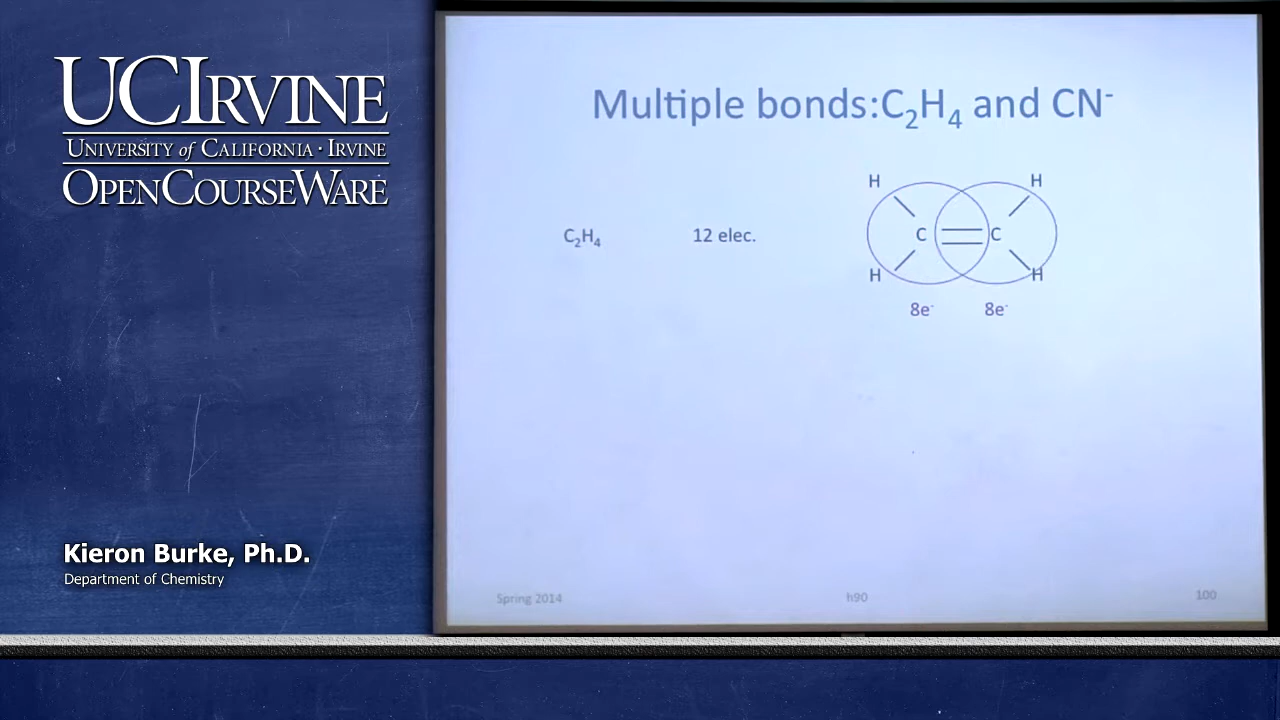 UCIRVINE
UNIVERSITY of CALIFORNIA · IRVINE
OPENCOURSEWARE
Kieron Burke, Ph.D.
Department of Chemistry
Multiple bonds:C₂H₄ and CN⁻
C₂H₄ 12 elec.
H H
C C
H H
8e⁻ 8e⁻
Spring 2014 h90 100